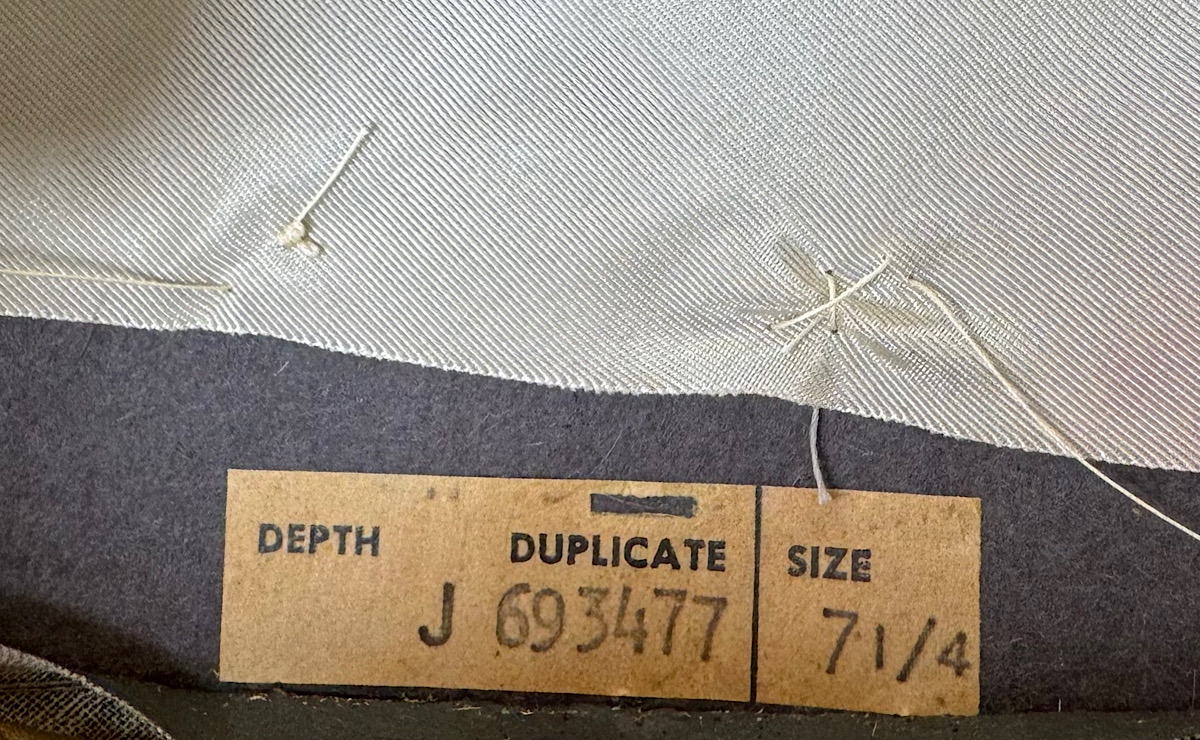 DEPTH DUPLICATE SIZE
J 693477 7 1/4